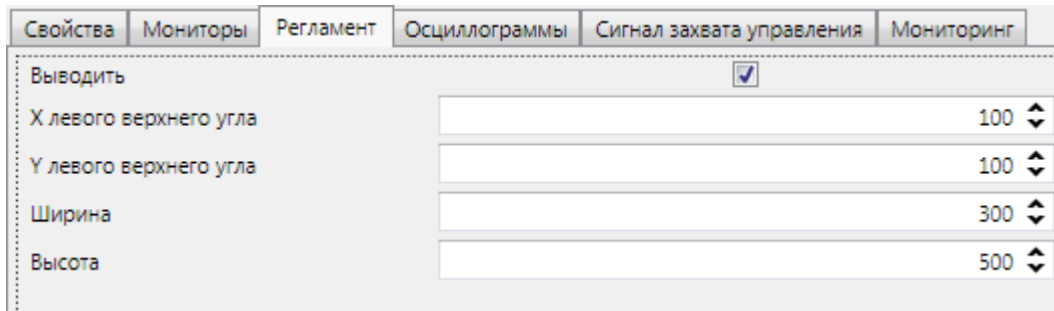 Свойства Мониторы Регламент Осциллограммы Сигнал захвата управления Мониторинг
Выводить
X левого верхнего угла 100
Y левого верхнего угла 100
Ширина 300
Высота 500